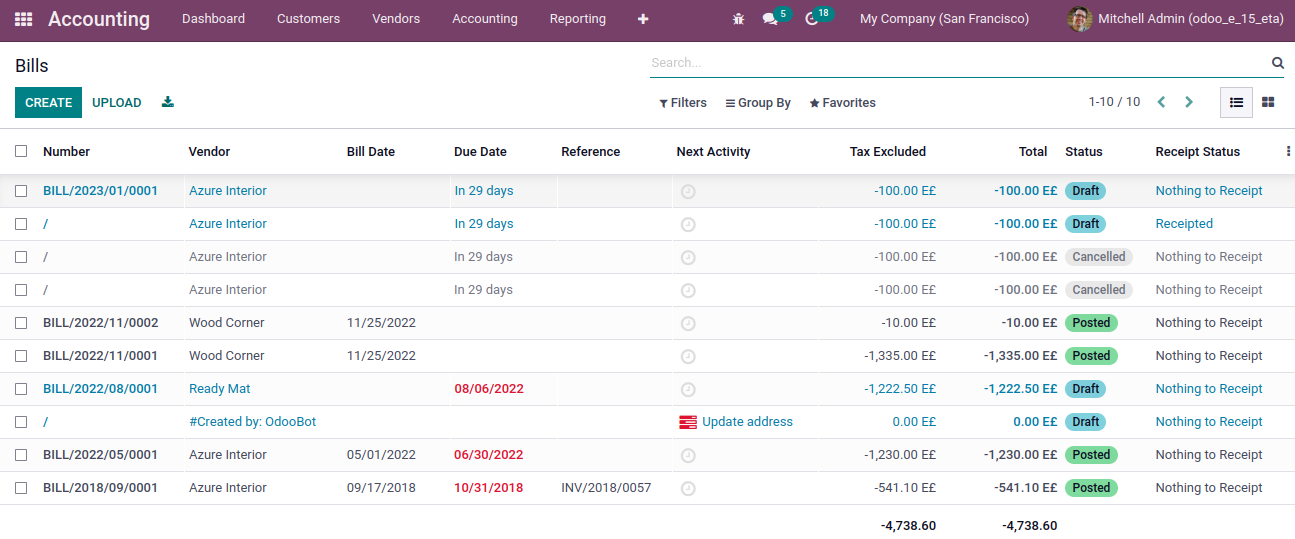 Accounting Dashboard Customers Vendors Accounting Reporting + 5 18 My Company (San Francisco) Mitchell Admin (odoo_e_15_eta)
Bills Search...
CREATE UPLOAD Filters Group By Favorites 1-10 / 10
Number Vendor Bill Date Due Date Reference Next Activity Tax Excluded Total Status Receipt Status
BILL/2023/01/0001 Azure Interior In 29 days -100.00 E£ -100.00 E£ Draft Nothing to Receipt
/ Azure Interior In 29 days -100.00 E£ -100.00 E£ Draft Receipted
/ Azure Interior In 29 days -100.00 E£ -100.00 E£ Cancelled Nothing to Receipt
/ Azure Interior In 29 days -100.00 E£ -100.00 E£ Cancelled Nothing to Receipt
BILL/2022/11/0002 Wood Corner 11/25/2022 -10.00 E£ -10.00 E£ Posted Nothing to Receipt
BILL/2022/11/0001 Wood Corner 11/25/2022 -1,335.00 E£ -1,335.00 E£ Posted Nothing to Receipt
BILL/2022/08/0001 Ready Mat 08/06/2022 -1,222.50 E£ -1,222.50 E£ Draft Nothing to Receipt
/ #Created by: OdooBot Update address 0.00 E£ 0.00 E£ Draft Nothing to Receipt
BILL/2022/05/0001 Azure Interior 05/01/2022 06/30/2022 -1,230.00 E£ -1,230.00 E£ Posted Nothing to Receipt
BILL/2018/09/0001 Azure Interior 09/17/2018 10/31/2018 INV/2018/0057 -541.10 E£ -541.10 E£ Posted Nothing to Receipt
-4,738.60 -4,738.60